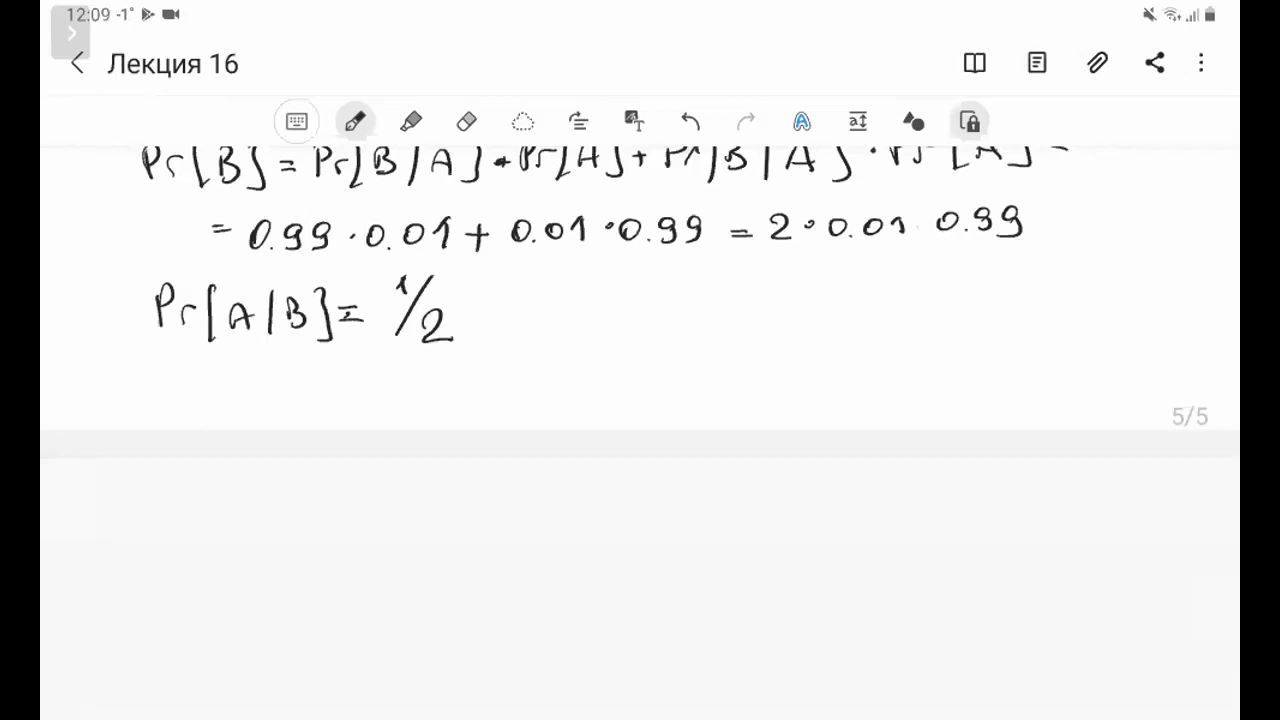 12:09 -1°
Лекция 16
Pr[B] = Pr[B|A] · Pr[A] + Pr[B|A] · Pr[A] =
= 0.99 · 0.01 + 0.01 · 0.99 = 2 · 0.01 · 0.99
Pr[A|B] = 1/2
5/5